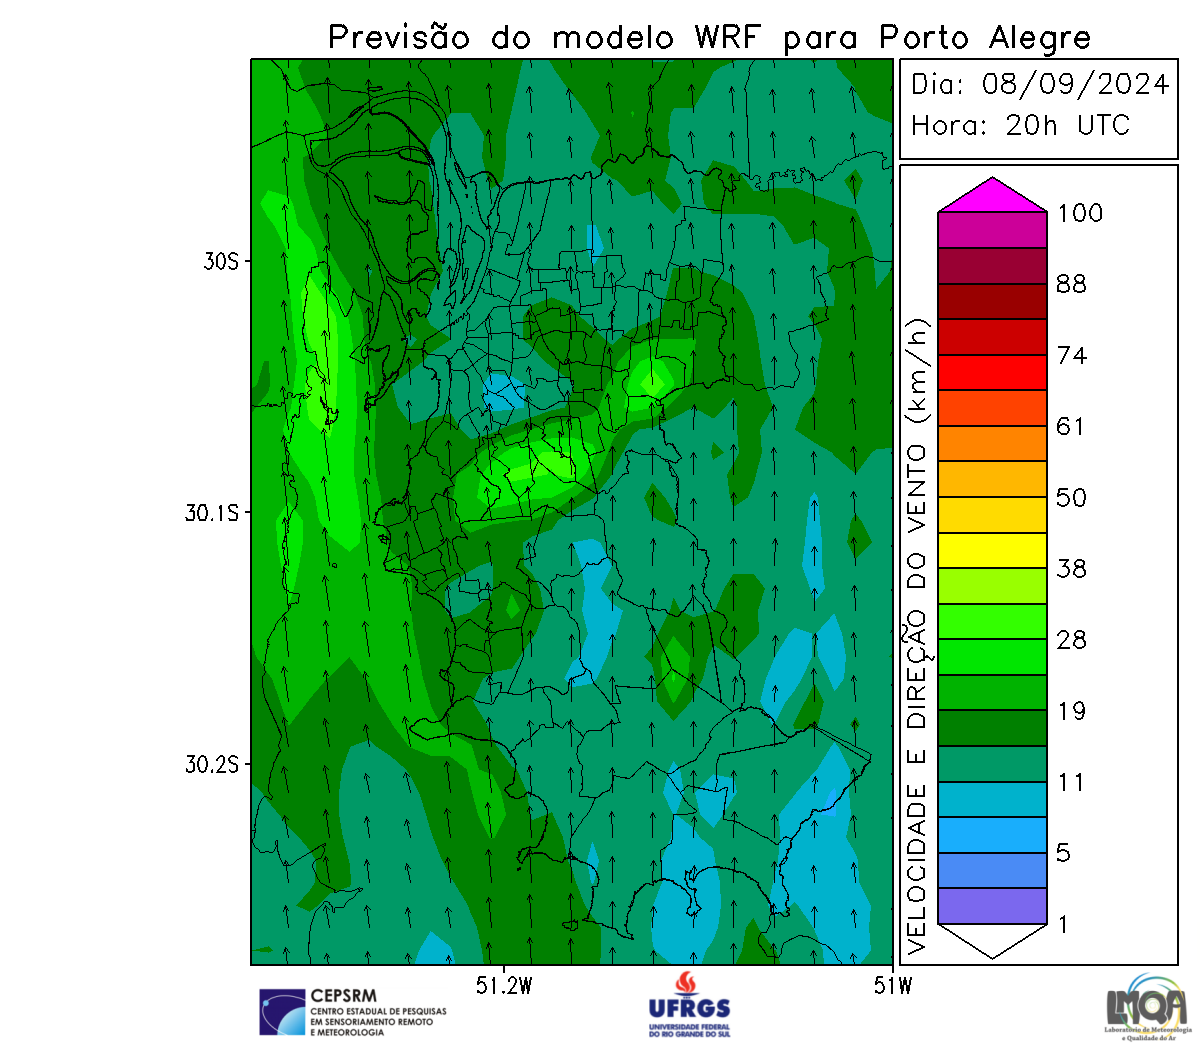 Previsão do modelo WRF para Porto Alegre
Dia: 08/09/2024
Hora: 20h UTC
30S
30.1S
30.2S
51.2W
51W
VELOCIDADE E DIREÇÃO DO VENTO (km/h)
100
88
74
61
50
38
28
19
11
5
1
CEPSRM
CENTRO ESTADUAL DE PESQUISAS
EM SENSORIAMENTO REMOTO
E METEOROLOGIA
UFRGS
UNIVERSIDADE FEDERAL
DO RIO GRANDE DO SUL
LMQA
Laboratório de Meteorologia
e Qualidade do Ar